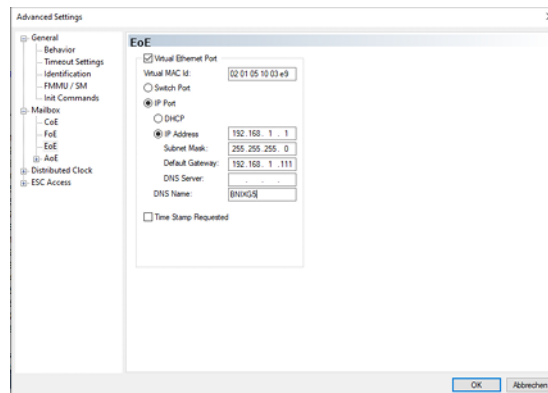 Advanced Settings
General
Behavior
Timeout Settings
Identification
FMMU / SM
Init Commands
Mailbox
CoE
FoE
EoE
AoE
Distributed Clock
ESC Access
EoE
Virtual Ethernet Port
Virtual MAC Id: 02 01 05 10 03 e9
Switch Port
IP Port
DHCP
IP Address 192.168. 1 . 1
Subnet Mask: 255.255.255. 0
Default Gateway: 192.168. 1 .111
DNS Server: . . .
DNS Name: BNIXG5
Time Stamp Requested
OK Abbrechen